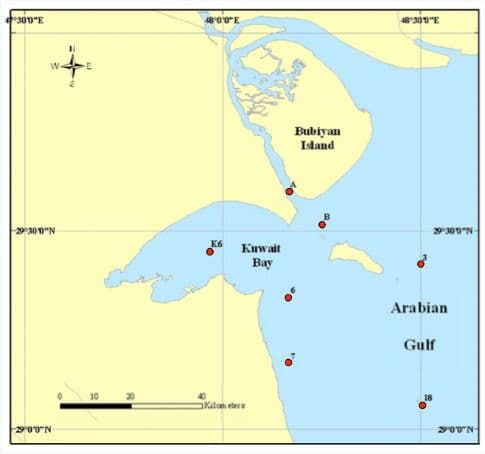 47°30'0"E 48°0'0"E 48°30'0"E
N
W E
S
Bubiyan
Island
A
B
29°30'0"N 29°30'0"N
K6
Kuwait
Bay
3
6
Arabian
Gulf
7
18
0 10 20 40
Kilometers
29°0'0"N 29°0'0"N